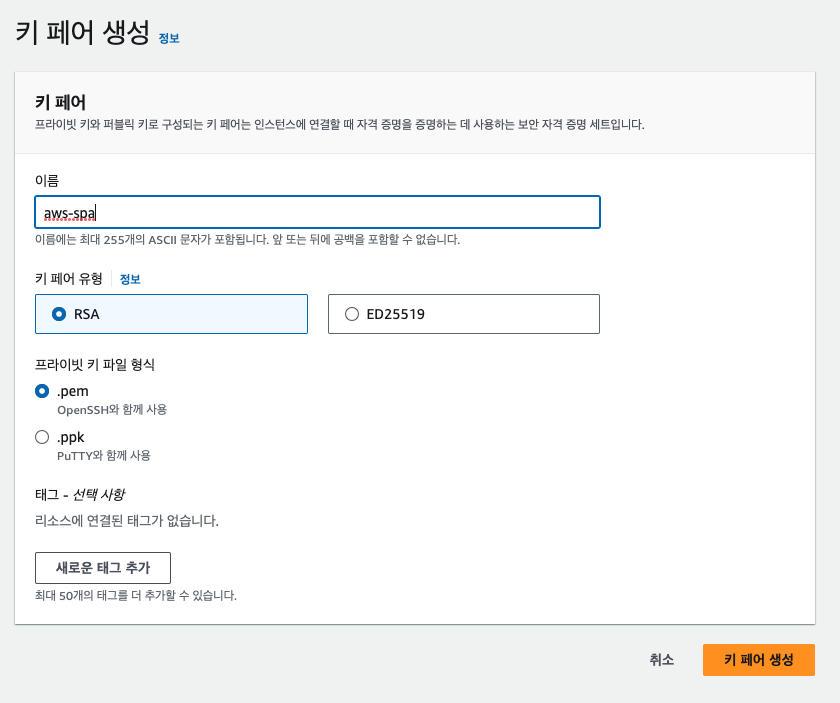 키 페어 생성 정보
키 페어
프라이빗 키와 퍼블릭 키로 구성되는 키 페어는 인스턴스에 연결할 때 자격 증명을 증명하는 데 사용하는 보안 자격 증명 세트입니다.
이름
aws-spa
이름에는 최대 255개의 ASCII 문자가 포함됩니다. 앞 또는 뒤에 공백을 포함할 수 없습니다.
키 페어 유형 정보
RSA ED25519
프라이빗 키 파일 형식
.pem
OpenSSH와 함께 사용
.ppk
PuTTY와 함께 사용
태그 - 선택 사항
리소스에 연결된 태그가 없습니다.
새로운 태그 추가
최대 50개의 태그를 더 추가할 수 있습니다.
취소 키 페어 생성